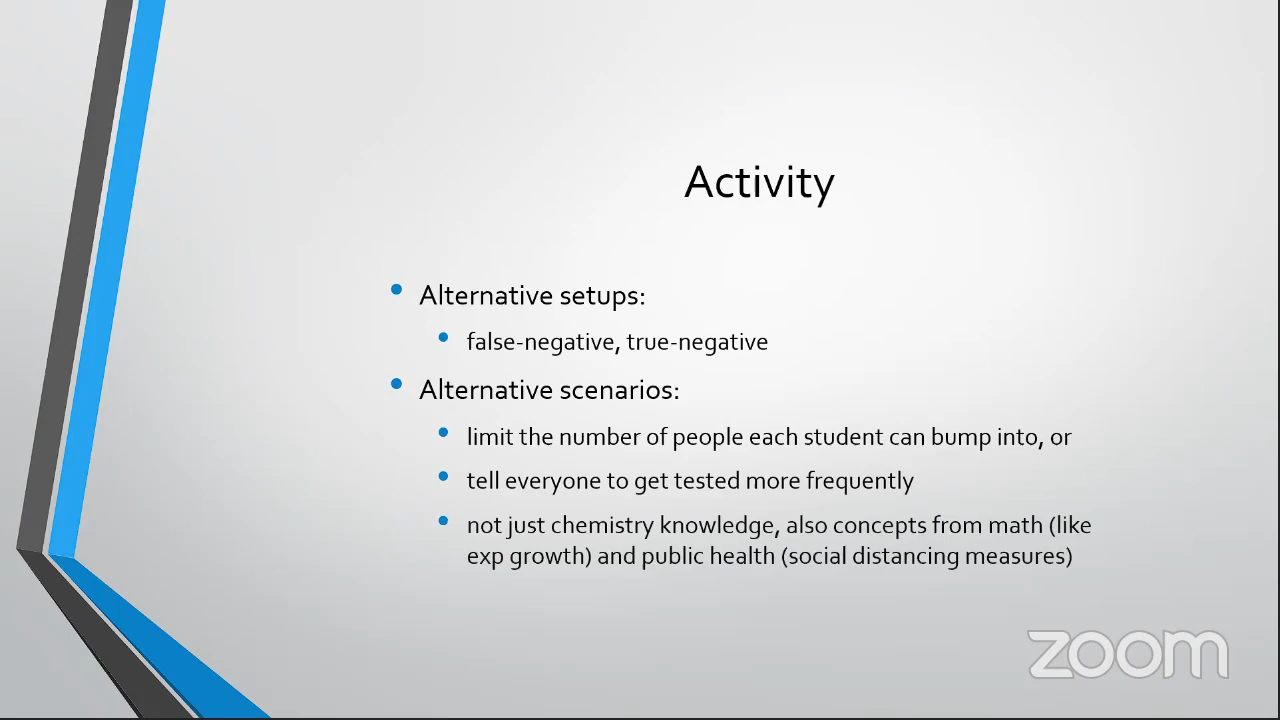 Activity
• Alternative setups:
• false-negative, true-negative
• Alternative scenarios:
• limit the number of people each student can bump into, or
• tell everyone to get tested more frequently
• not just chemistry knowledge, also concepts from math (like
exp growth) and public health (social distancing measures)
zoom